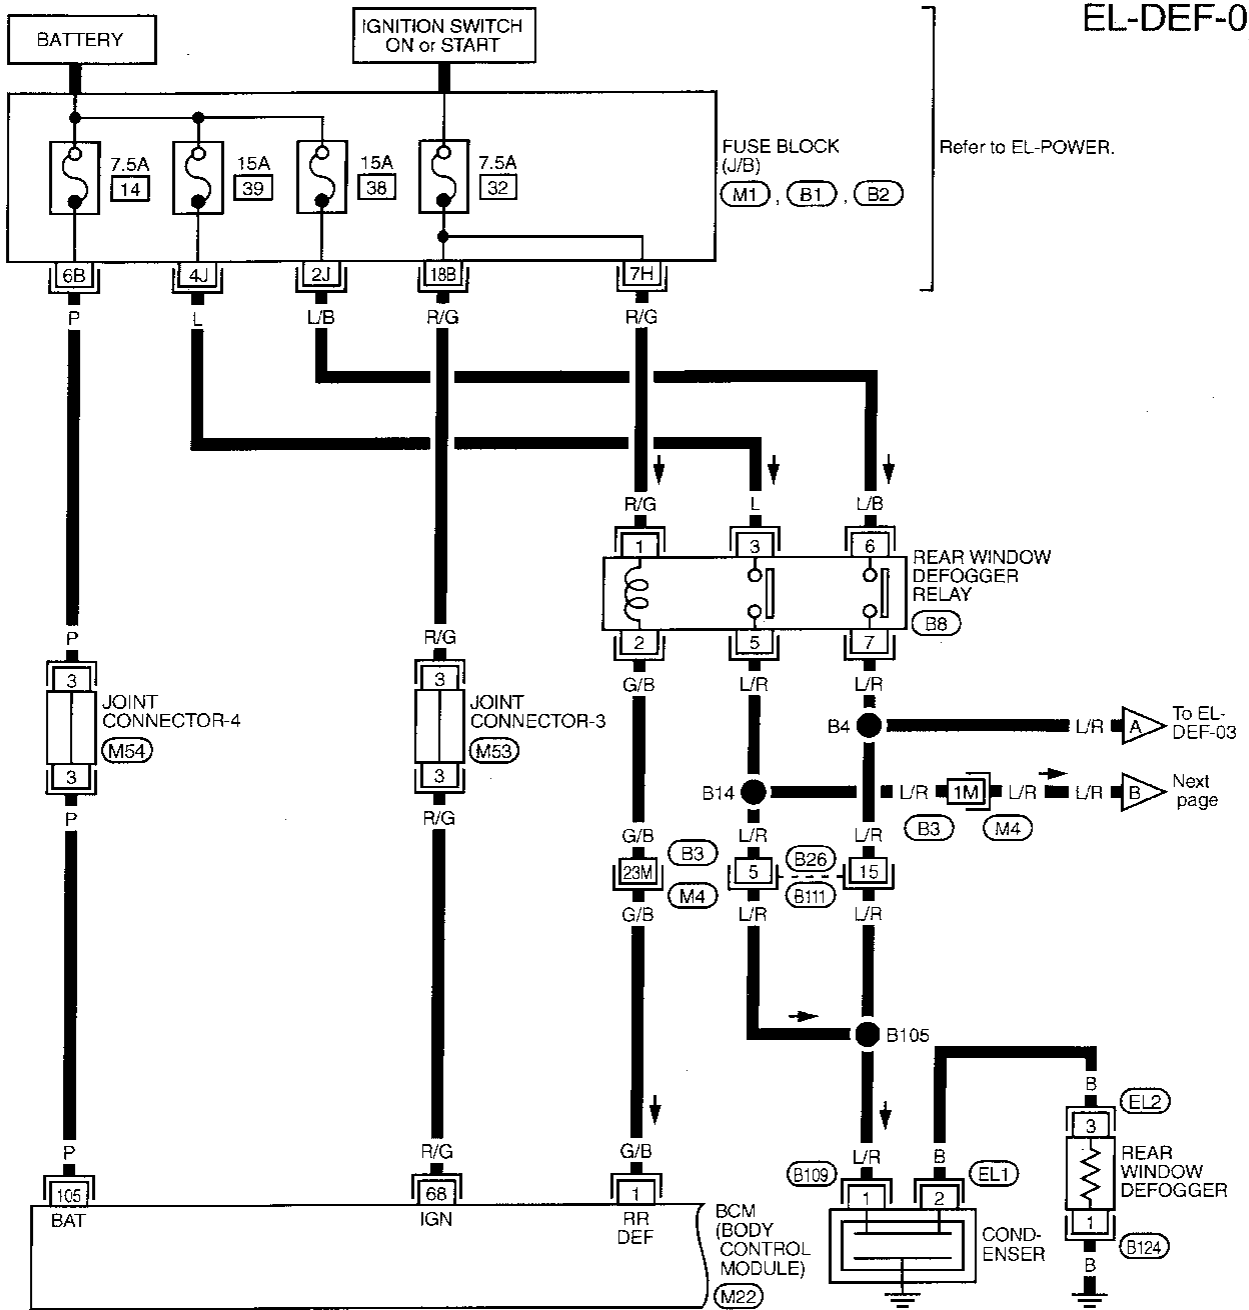 EL-DEF-0
BATTERY
IGNITION SWITCH
ON or START
7.5A
14
15A
39
15A
38
7.5A
32
FUSE BLOCK
(J/B)
M1 , B1 , B2
Refer to EL-POWER.
6B
4J
2J
18B
7H
P
L
L/B
R/G
R/G
R/G
L
L/B
1
3
6
REAR WINDOW
DEFOGGER
RELAY
B8
2
5
7
P
R/G
3
3
JOINT
CONNECTOR-4
M54
JOINT
CONNECTOR-3
M53
3
3
P
R/G
G/B
L/R
L/R
B4
L/R
A
To EL-
DEF-03
B14
L/R
1M
L/R
L/R
B
Next
page
B3
M4
G/B
L/R
L/R
23M
B3
M4
5
B26
B111
15
G/B
L/R
L/R
B105
B
EL2
3
REAR
WINDOW
DEFOGGER
1
B124
B
P
R/G
G/B
L/R
B
B109
EL1
105
68
1
1
2
BAT
IGN
RR
DEF
BCM
(BODY
CONTROL
MODULE)
M22
COND-
ENSER